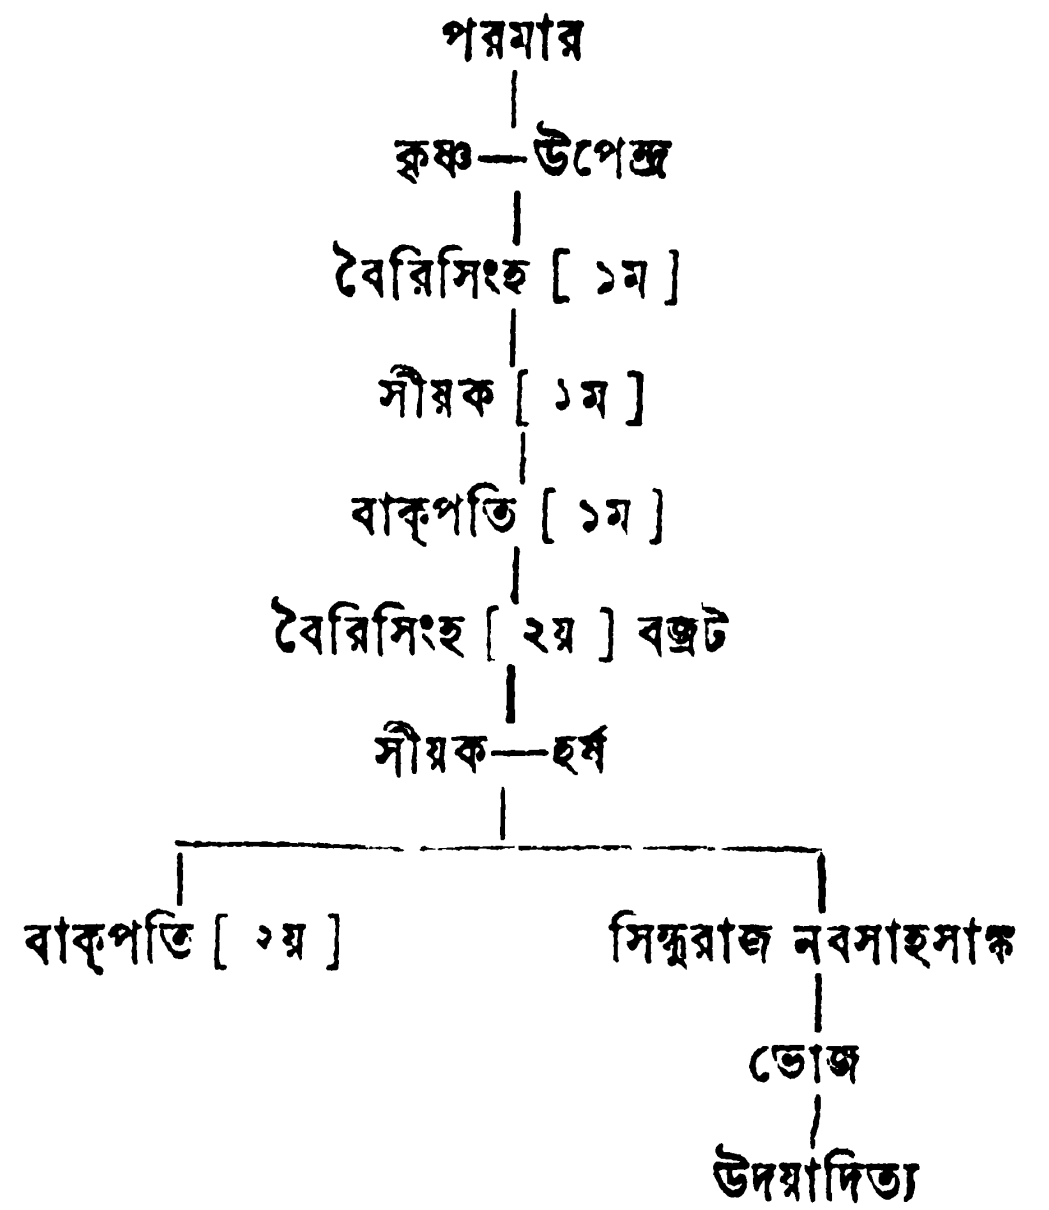 পরমার
কৃষ্ণ—উপেন্দ্র
বৈরিসিংহ [ ১ম ]
সীয়ক [ ১ম ]
বাক্‌পতি [ ১ম ]
বৈরিসিংহ [ ২য় ] বজ্রট
সীয়ক—হর্ষ
বাক্‌পতি [ ২য় ] সিন্ধুরাজ নবসাহসাঙ্ক
ভোজ
উদয়াদিত্য